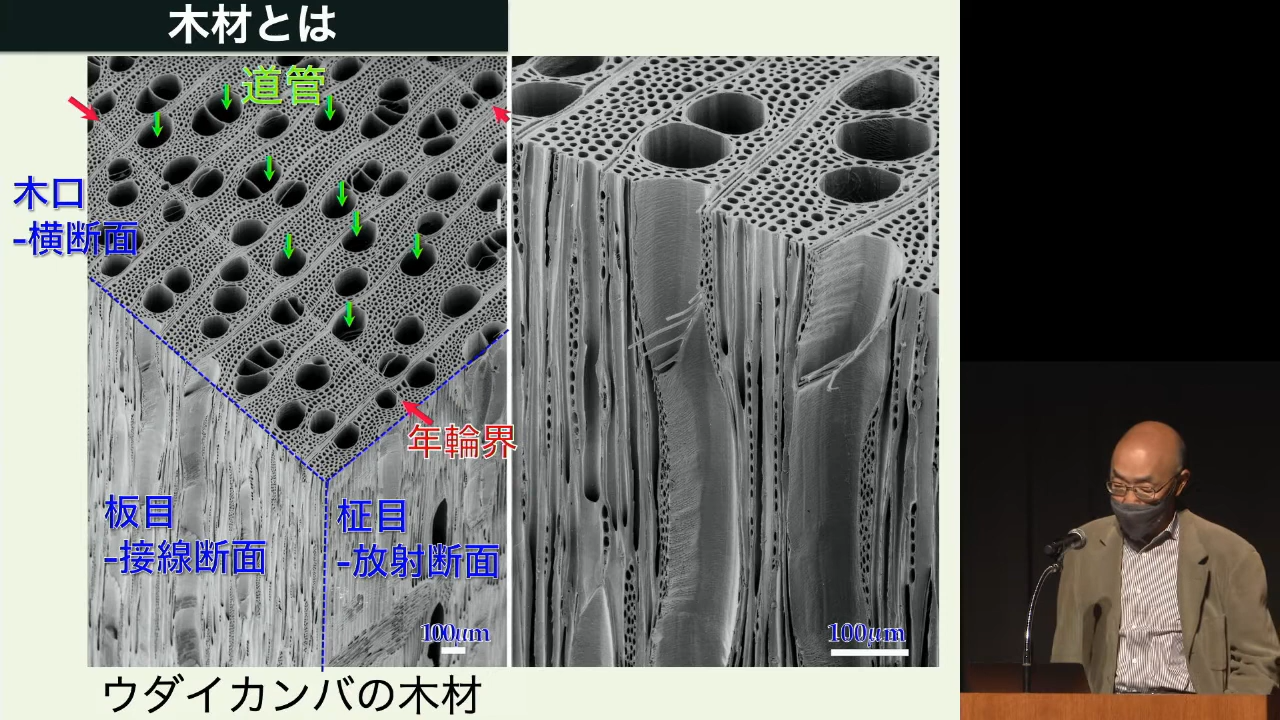 木材とは
道管
木口
-横断面
年輪界
板目
-接線断面
柾目
-放射断面
100μm
100μm
ウダイカンバの木材